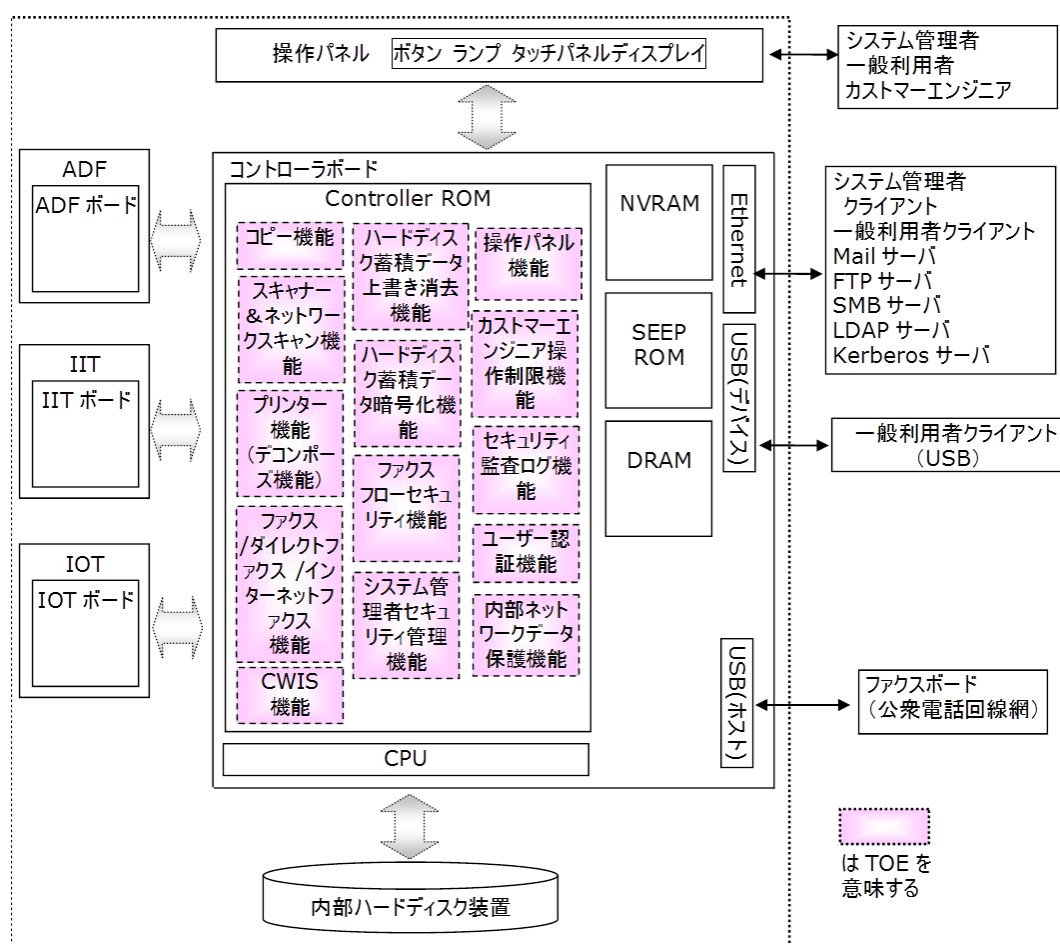 操作パネル ボタン ランプ タッチパネルディスプレイ
システム管理者
一般利用者
カストマーエンジニア
ADF
ADF ボード
IIT
IIT ボード
IOT
IOT ボード
コントローラボード
Controller ROM
コピー機能
スキャナー
&ネットワー
クスキャン機
能
プリンター
機能
(デコンポー
ズ機能)
ファクス
/ダイレクトフ
ァクス /イン
ターネットフ
ァクス
機能
CWIS
機能
ハードディス
ク蓄積データ
上書き消去
機能
ハードディス
ク蓄積デー
タ暗号化機
能
ファクス
フローセキュ
リティ機能
システム管
理者セキュ
リティ管理
機能
操作パネル
機能
カストマーエ
ンジニア操
作制限機
能
セキュリティ
監査ログ機
能
ユーザー認
証機能
内部ネット
ワークデータ
保護機能
CPU
NVRAM
SEEP
ROM
DRAM
Ethernet
USB(デバイス)
USB(ホスト)
システム管理者
クライアント
一般利用者クライアント
Mail サーバ
FTP サーバ
SMB サーバ
LDAP サーバ
Kerberos サーバ
一般利用者クライアント
(USB)
ファクスボード
(公衆電話回線網)
は TOE を
意味する
内部ハードディスク装置